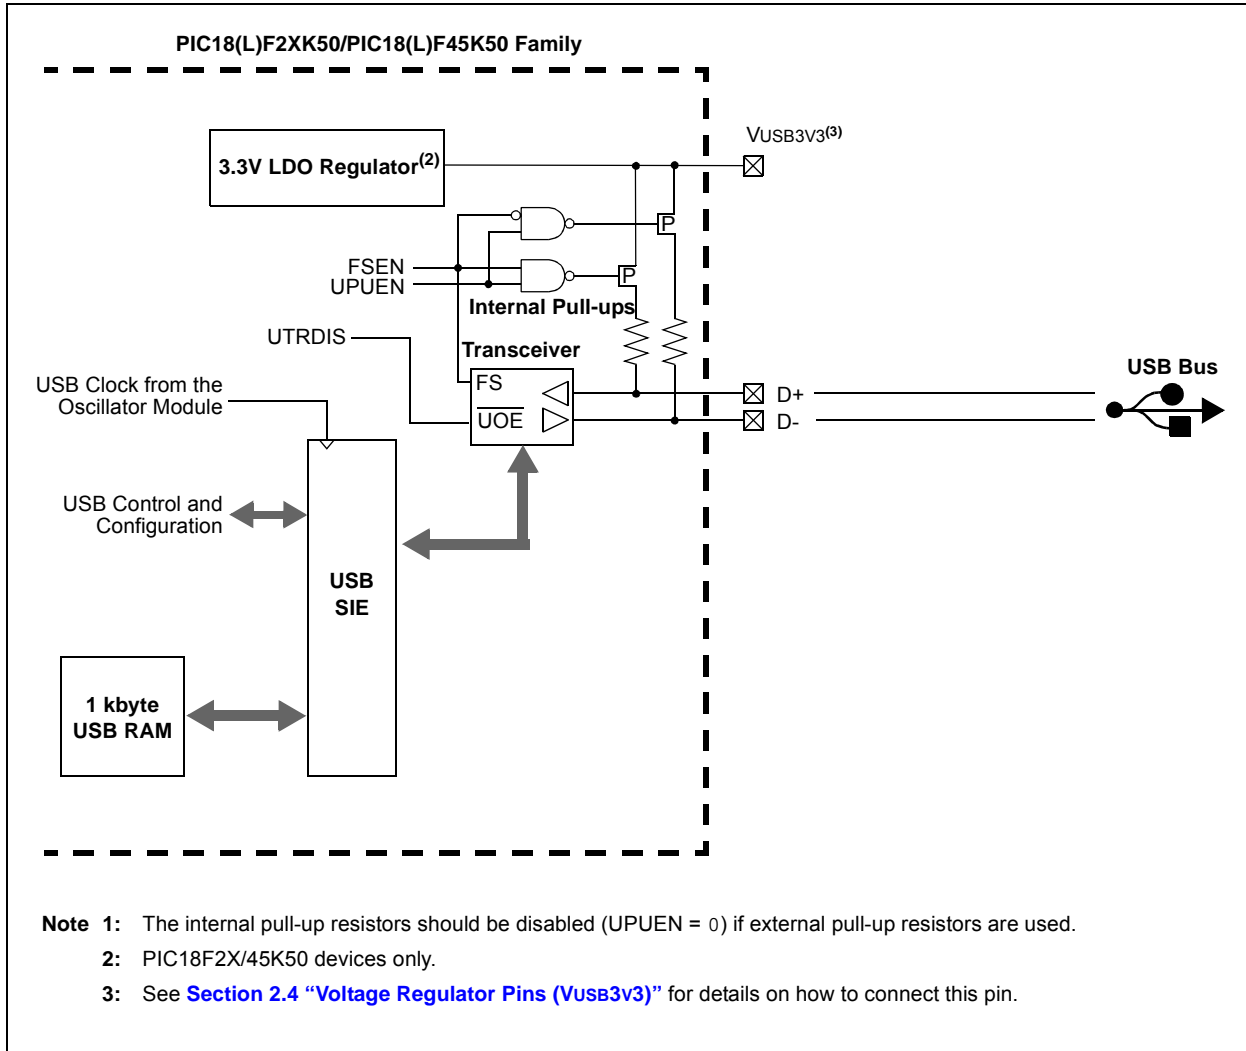 PIC18(L)F2XK50/PIC18(L)F45K50 Family
VUSB3V3(3)
3.3V LDO Regulator(2)
P
FSEN
P
UPUEN
Internal Pull-ups
UTRDIS
Transceiver
USB Clock from the
Oscillator Module
FS
UOE
D+
D-
USB Bus
USB Control and
Configuration
USB
SIE
1 kbyte
USB RAM
Note 1: The internal pull-up resistors should be disabled (UPUEN = 0) if external pull-up resistors are used.
2: PIC18F2X/45K50 devices only.
3: See Section 2.4 “Voltage Regulator Pins (VUSB3V3)” for details on how to connect this pin.